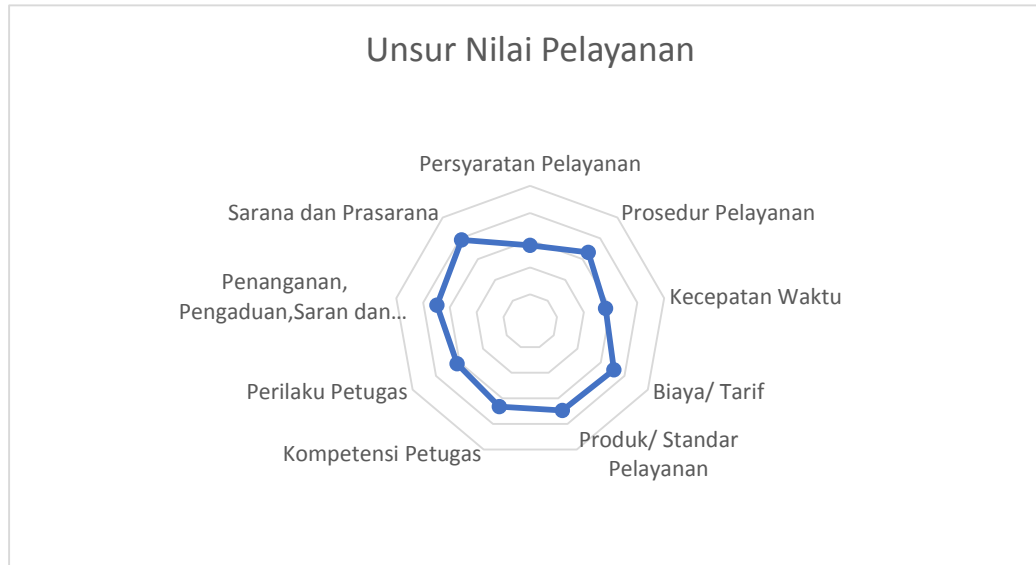 Unsur Nilai Pelayanan
Persyaratan Pelayanan
Prosedur Pelayanan
Kecepatan Waktu
Biaya/ Tarif
Produk/ Standar
Pelayanan
Kompetensi Petugas
Perilaku Petugas
Penanganan,
Pengaduan,Saran dan...
Sarana dan Prasarana